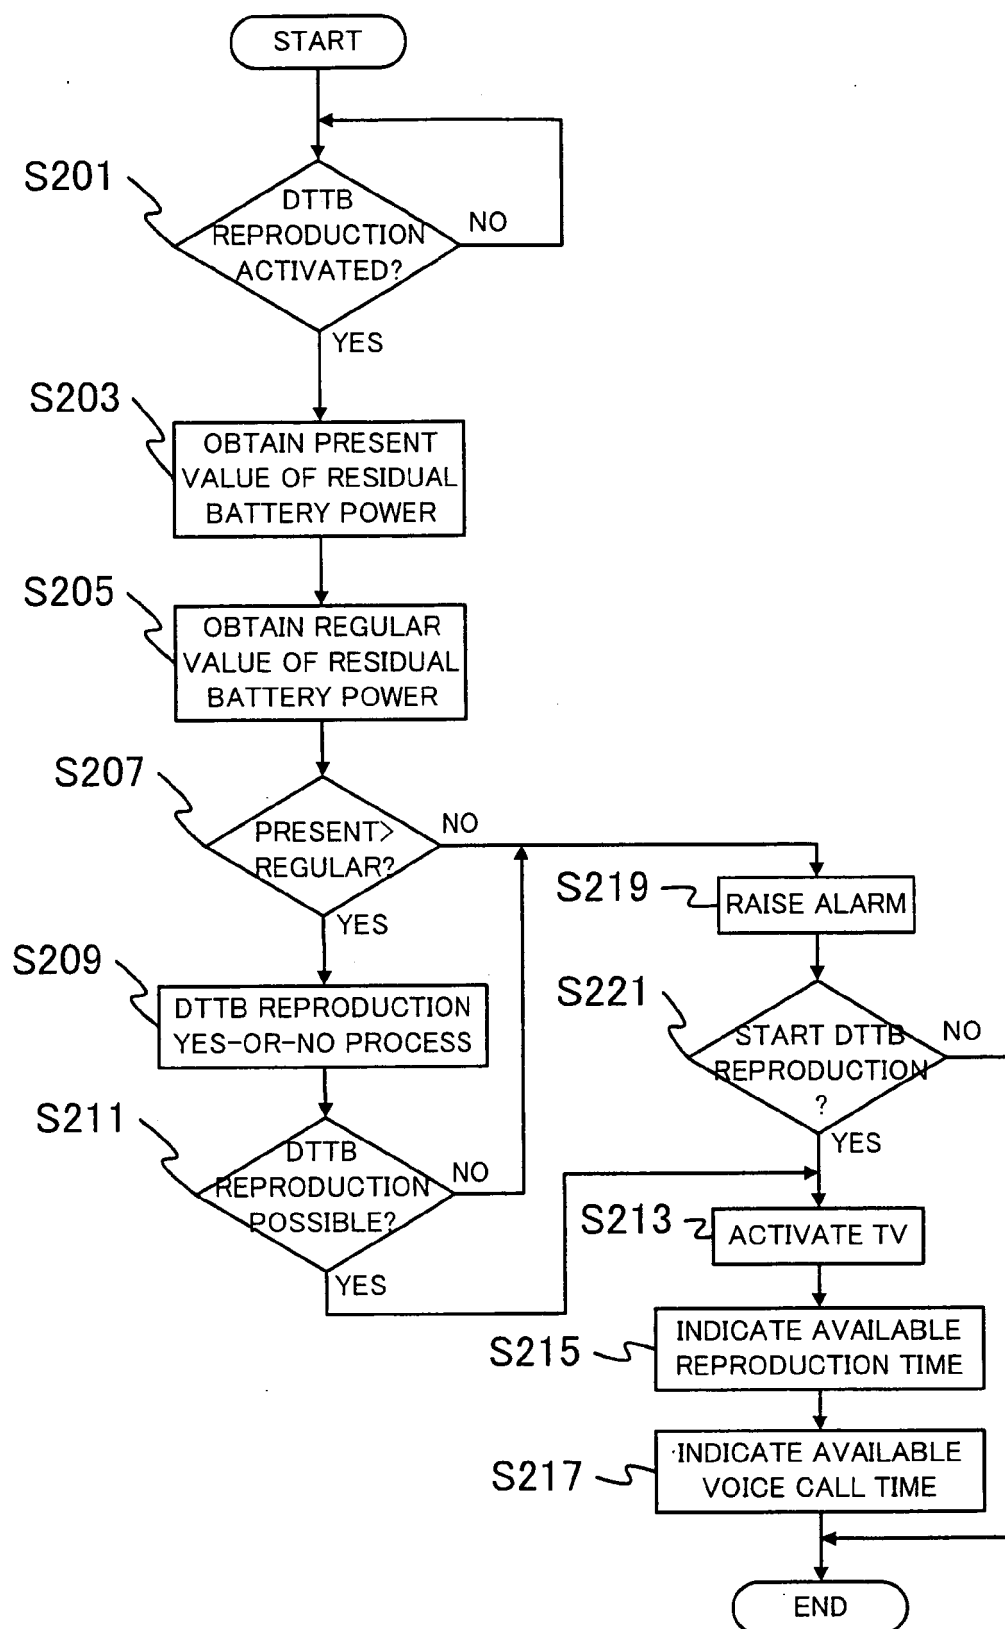 START
S201
DTTB
REPRODUCTION
ACTIVATED?
NO
YES
S203
OBTAIN PRESENT
VALUE OF RESIDUAL
BATTERY POWER
S205
OBTAIN REGULAR
VALUE OF RESIDUAL
BATTERY POWER
S207
PRESENT>
REGULAR?
NO
YES
S209
DTTB REPRODUCTION
YES-OR-NO PROCESS
S211
DTTB
REPRODUCTION
POSSIBLE?
NO
YES
S219
RAISE ALARM
S221
START DTTB
REPRODUCTION
?
NO
YES
S213
ACTIVATE TV
S215
INDICATE AVAILABLE
REPRODUCTION TIME
S217
INDICATE AVAILABLE
VOICE CALL TIME
END